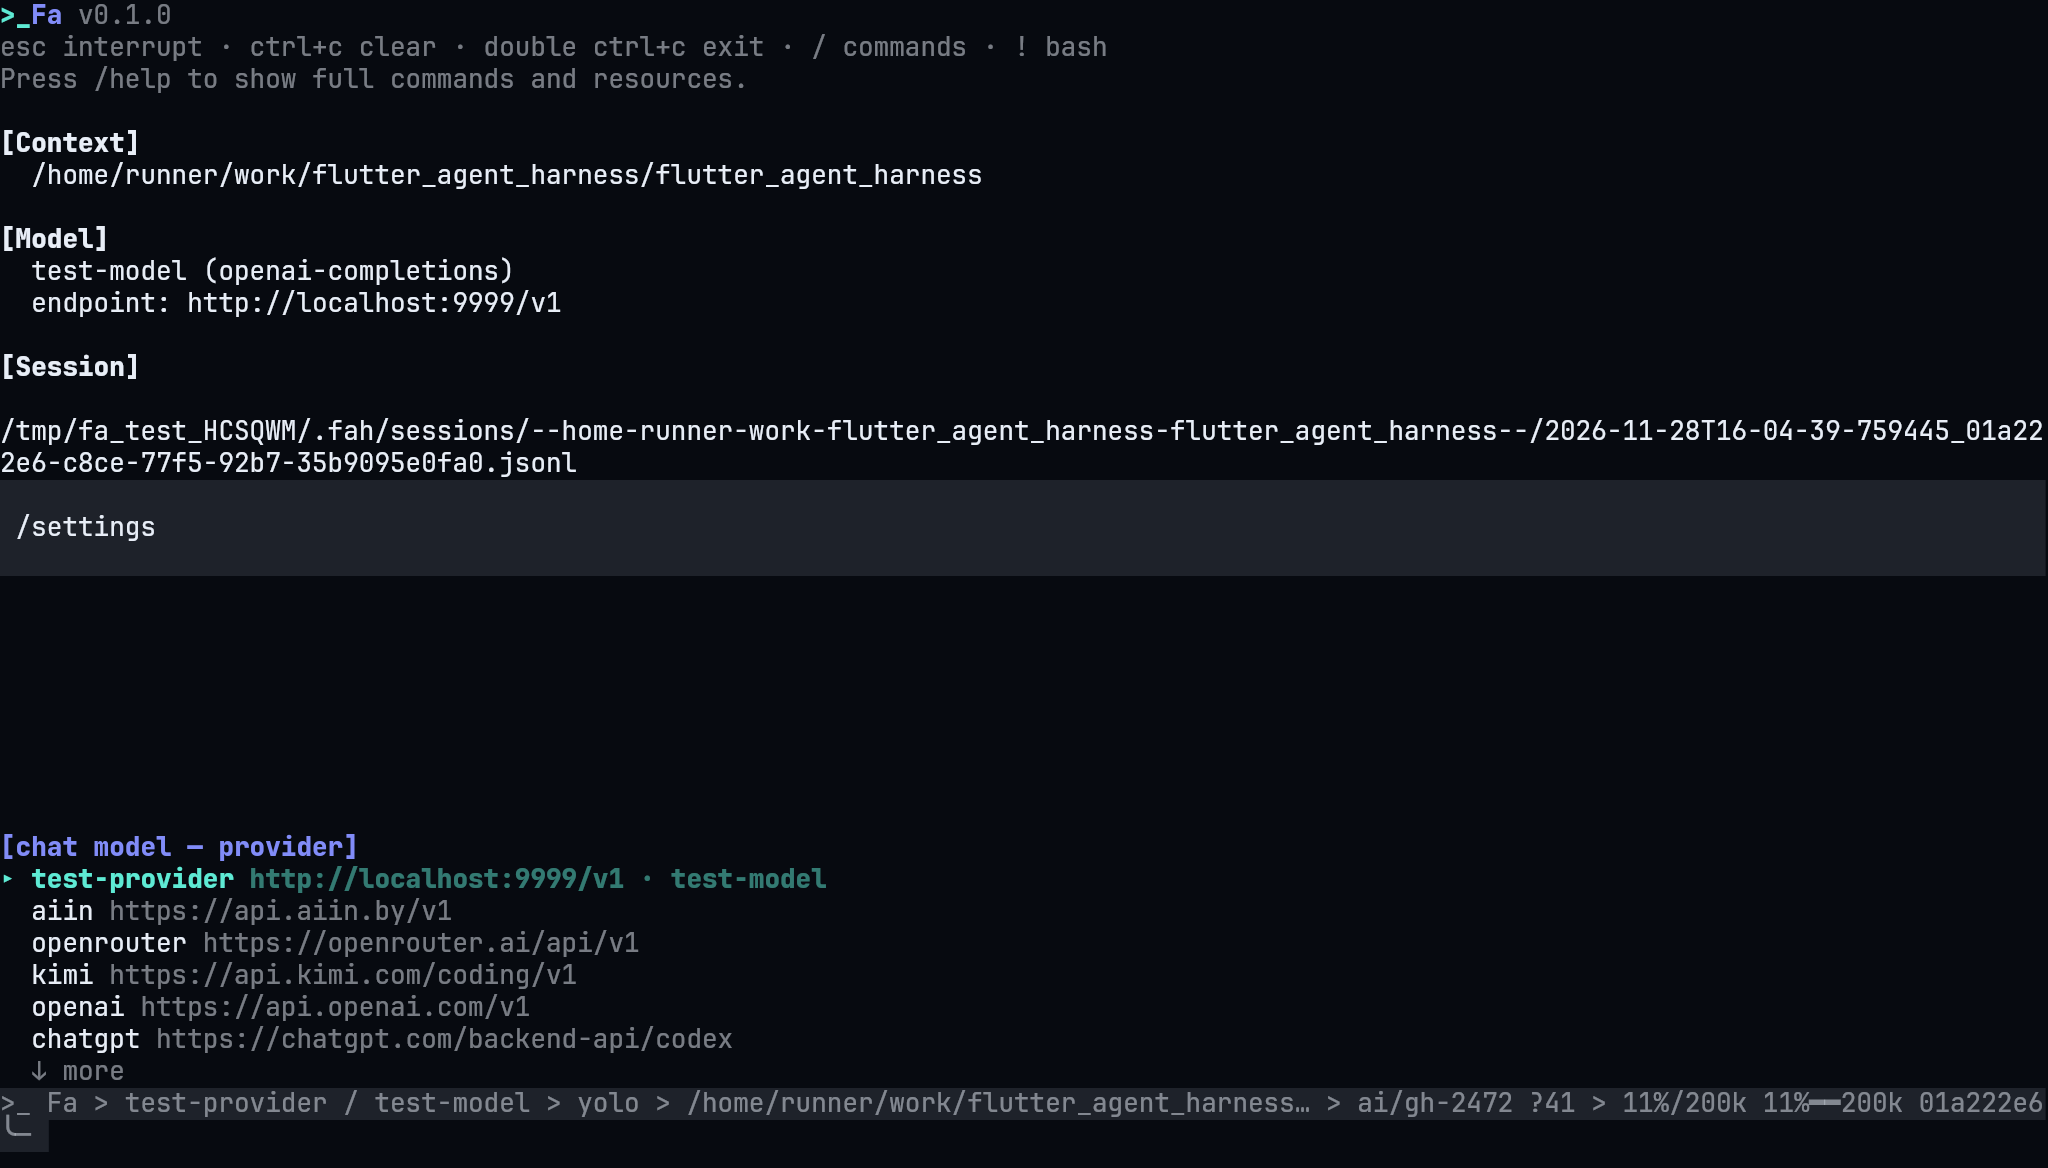 >_Fa v0.1.0
esc interrupt · ctrl+c clear · double ctrl+c exit · / commands · ! bash
Press /help to show full commands and resources.
[Context]
/home/runner/work/flutter_agent_harness/flutter_agent_harness
[Model]
test-model (openai-completions)
endpoint: http://localhost:9999/v1
[Session]
/tmp/fa_test_HCSQWM/.fah/sessions/--home-runner-work-flutter_agent_harness-flutter_agent_harness--/2026-11-28T16-04-39-759445_01a22
2e6-c8ce-77f5-92b7-35b9095e0fa0.jsonl
/settings
[chat model — provider]
▸ test-provider http://localhost:9999/v1 · test-model
aiin https://api.aiin.by/v1
openrouter https://openrouter.ai/api/v1
kimi https://api.kimi.com/coding/v1
openai https://api.openai.com/v1
chatgpt https://chatgpt.com/backend-api/codex
↓ more
>_ Fa > test-provider / test-model > yolo > /home/runner/work/flutter_agent_harness… > ai/gh-2472 ?41 > 11%/200k 11%━━200k 01a222e6
╰─